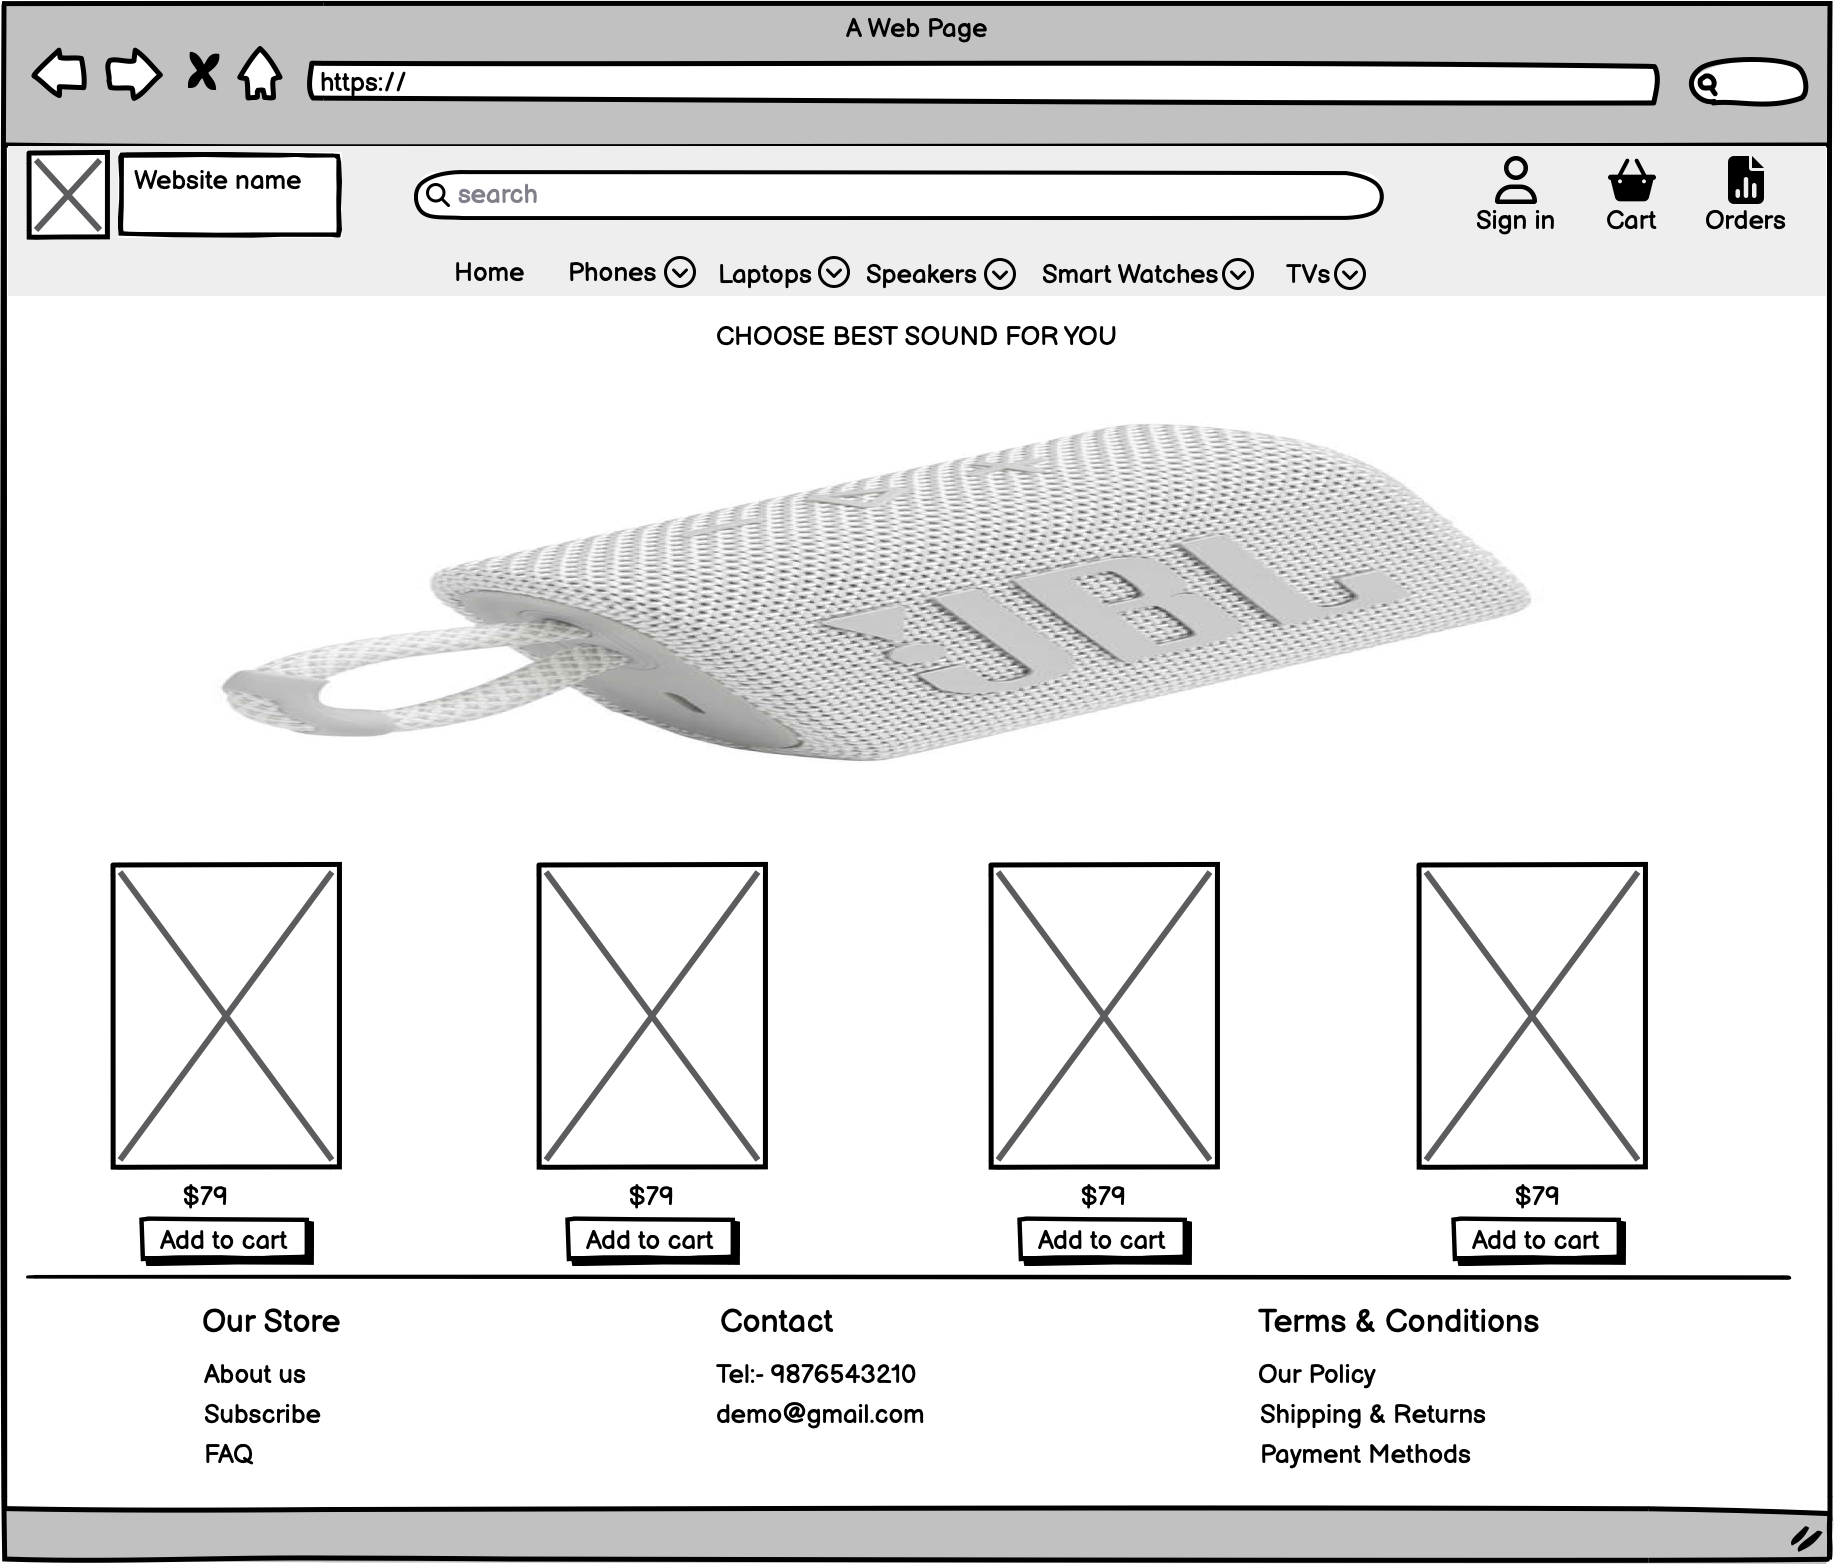 A Web Page
https://
Website name
search
Sign in
Cart
Orders
Home Phones Laptops Speakers Smart Watches TVs
CHOOSE BEST SOUND FOR YOU
JBL
$79 $79 $79 $79
Add to cart Add to cart Add to cart Add to cart
Our Store
About us
Subscribe
FAQ
Contact
Tel:- 9876543210
demo@gmail.com
Terms & Conditions
Our Policy
Shipping & Returns
Payment Methods